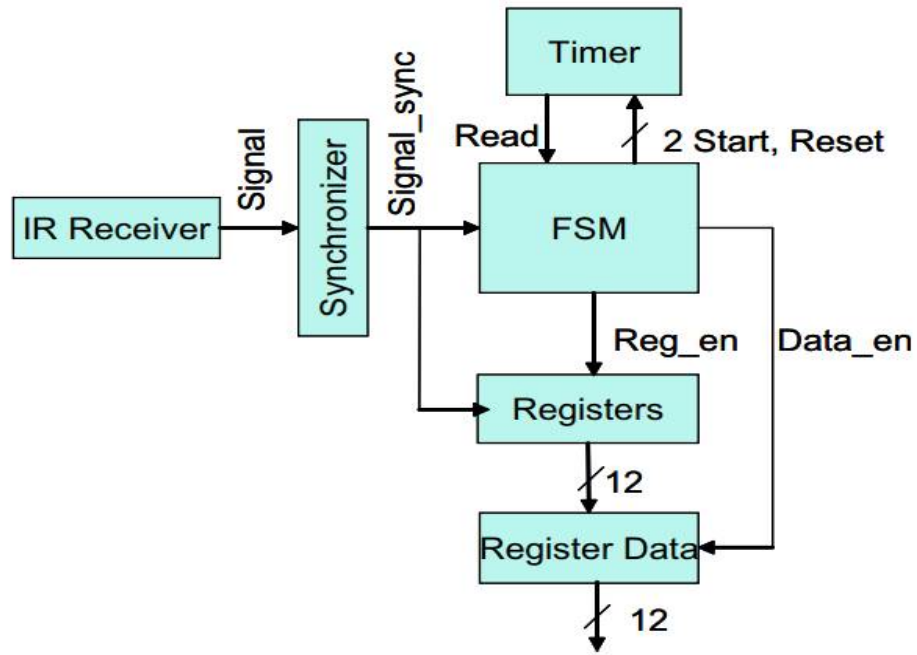 Timer
Read
2 Start, Reset
Signal
Synchronizer
Signal_sync
IR Receiver
FSM
Reg_en
Data_en
Registers
12
Register Data
12